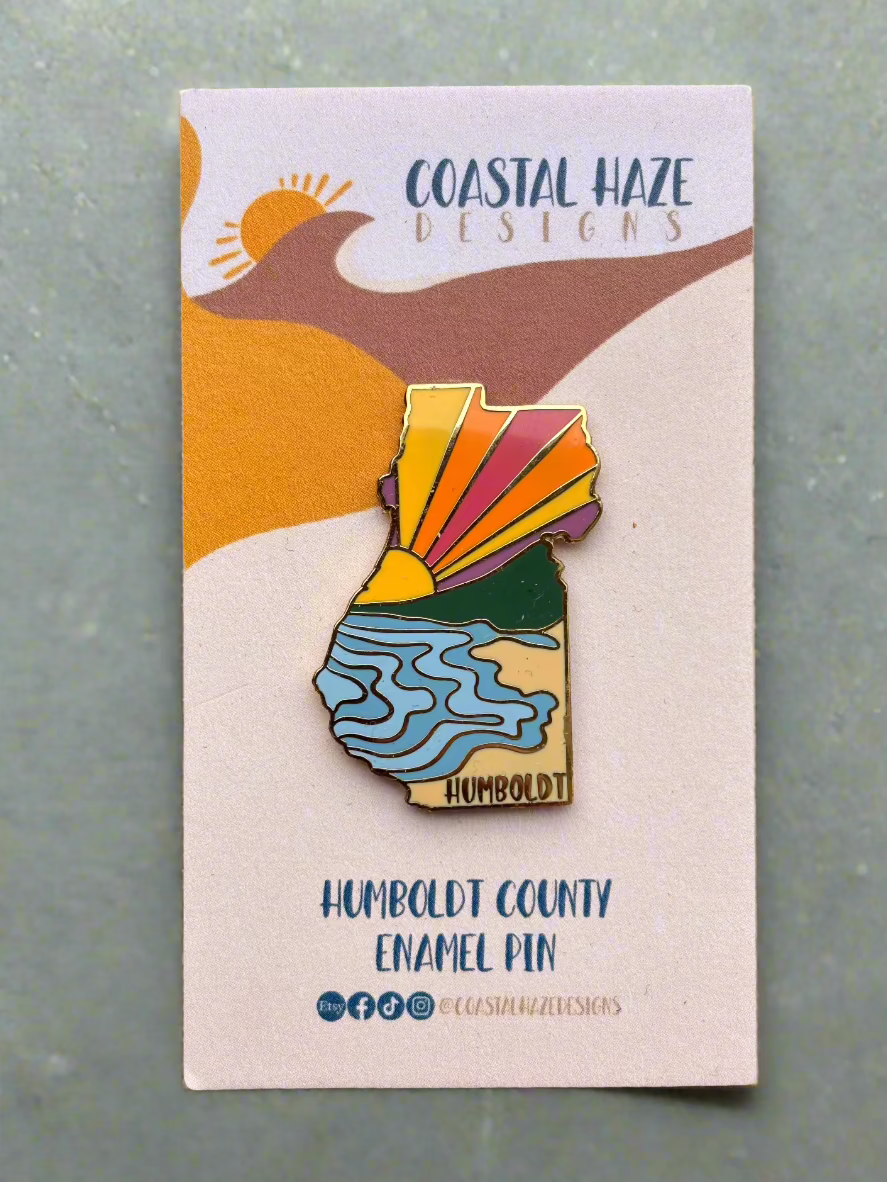 COASTAL HAZE
DESIGNS
HUMBOLDT
HUMBOLDT COUNTY
ENAMEL PIN
Etsy @COASTALHAZEDESIGNS